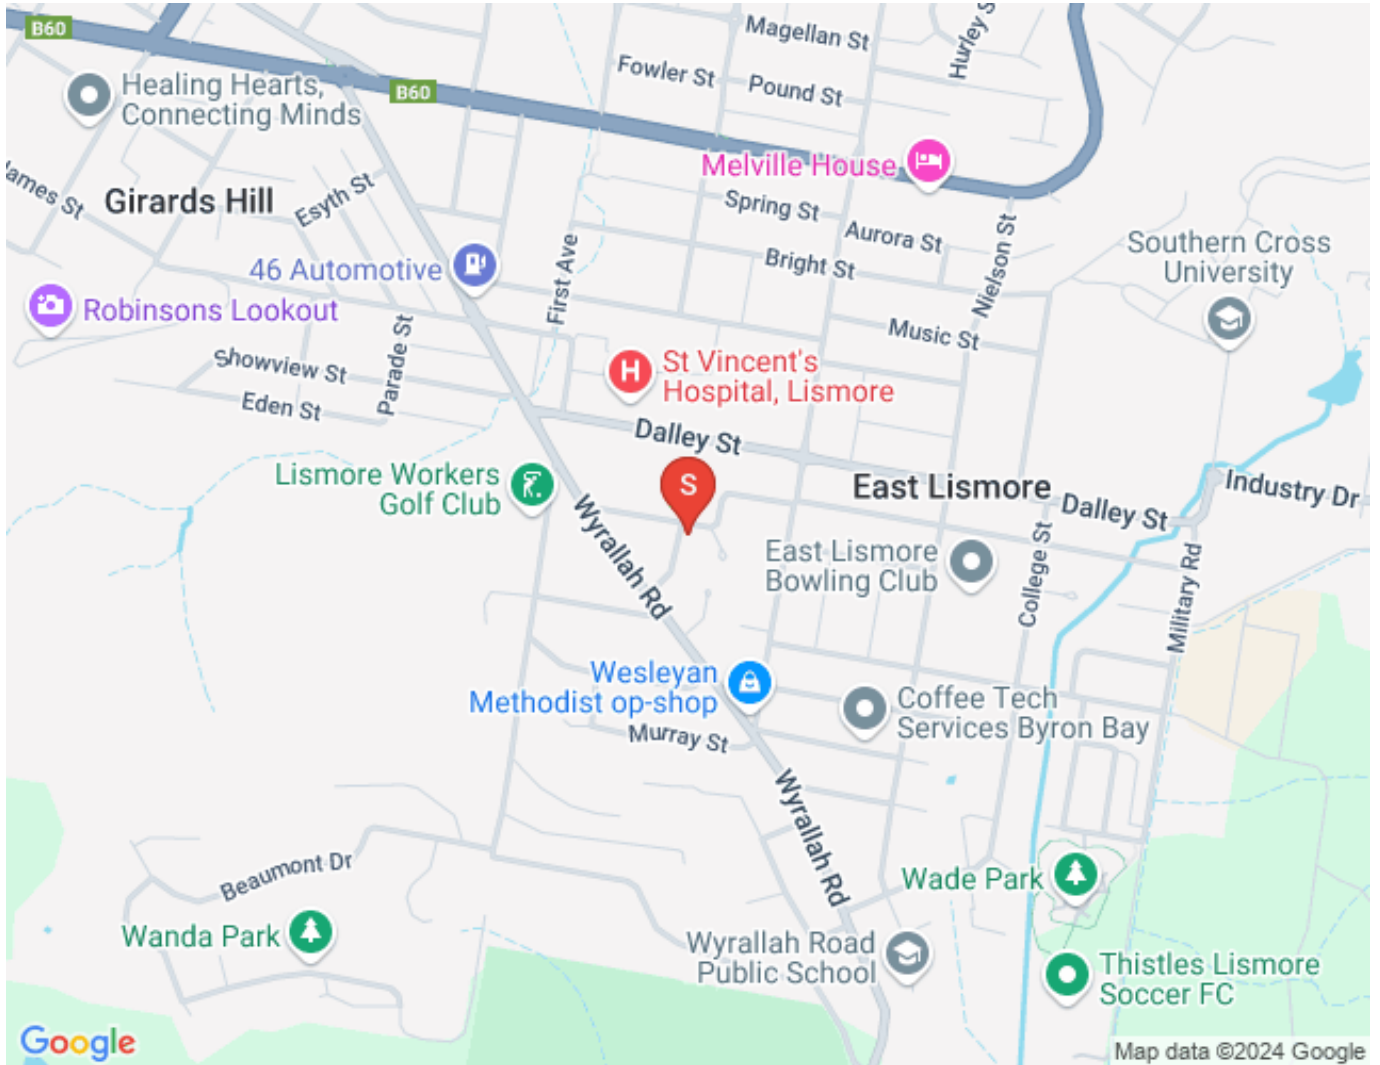 B60
Magellan St
Hurley S
Fowler St
Pound St
Healing Hearts,
Connecting Minds
B60
Melville House
James St
Girards Hill
Esyth St
Spring St
Aurora St
Nielson St
Southern Cross
University
46 Automotive
First Ave
Bright St
Robinsons Lookout
Music St
Showview St
Parade St
St Vincent's
Hospital, Lismore
H
Eden St
Dalley St
Lismore Workers
Golf Club
S
East Lismore
Industry Dr
Dalley St
Wyrallah Rd
East Lismore
Bowling Club
College St
Military Rd
Wesleyan
Methodist op-shop
Coffee Tech
Services Byron Bay
Murray St
Wyrallah Rd
Beaumont Dr
Wade Park
Wanda Park
Wyrallah Road
Public School
Thistles Lismore
Soccer FC
Google
Map data ©2024 Google